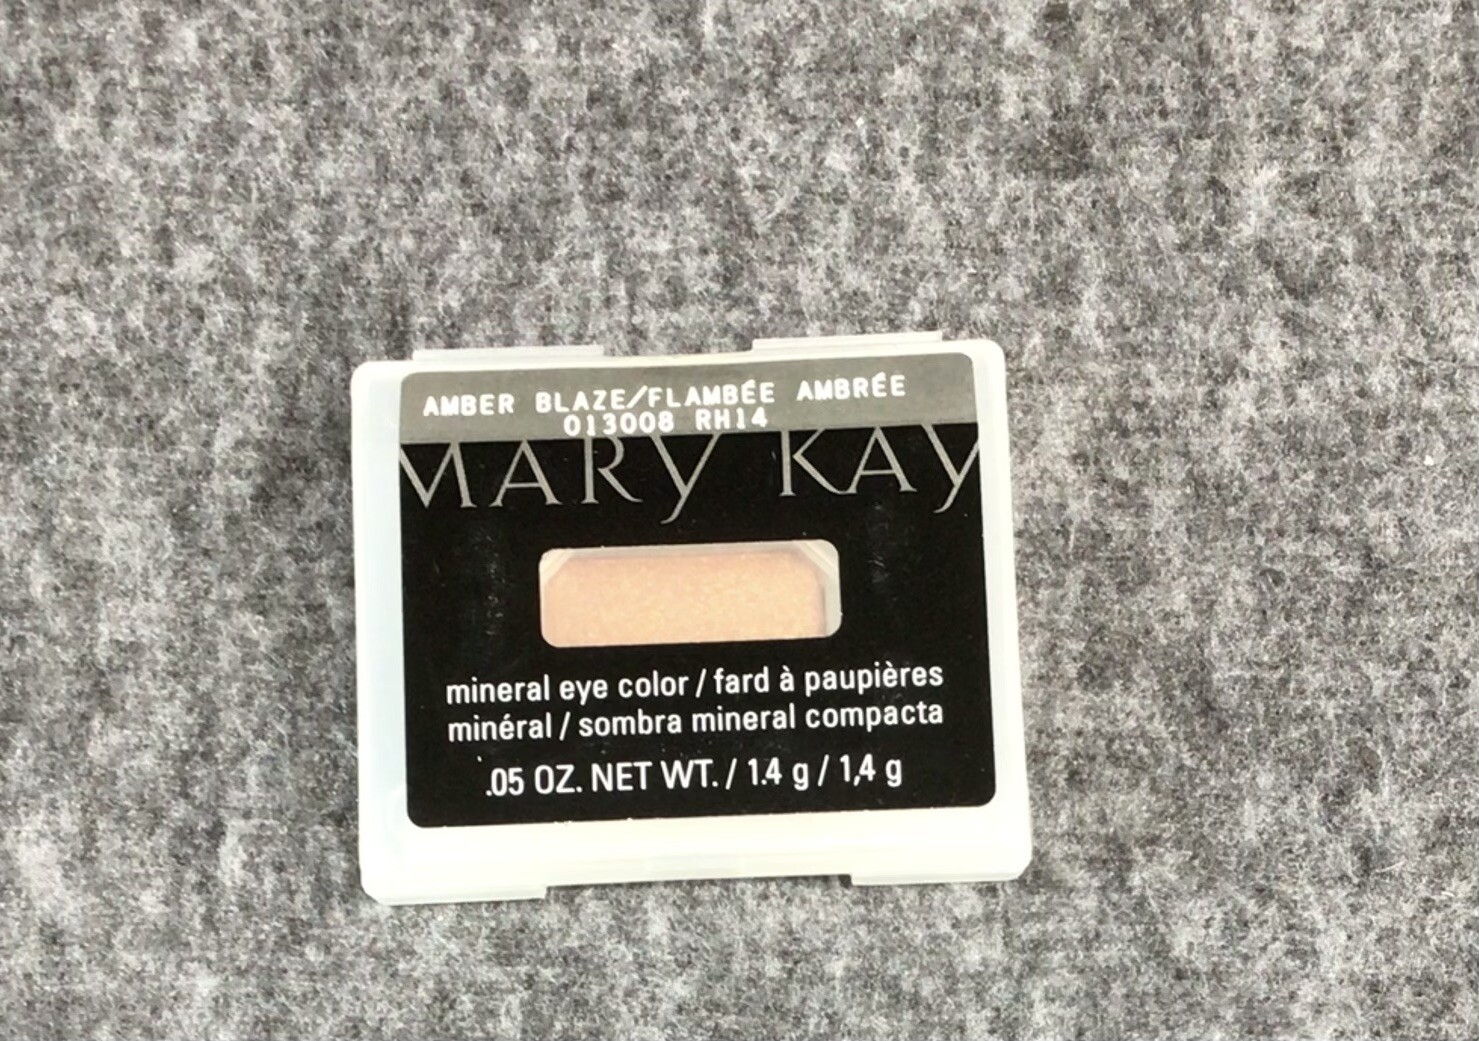 AMBER BLAZE/FLAMBÉE AMBRÉE
013008 RH14
MARY KAY
mineral eye color / fard à paupières
minéral / sombra mineral compacta
.05 OZ. NET WT. / 1.4 g / 1,4 g